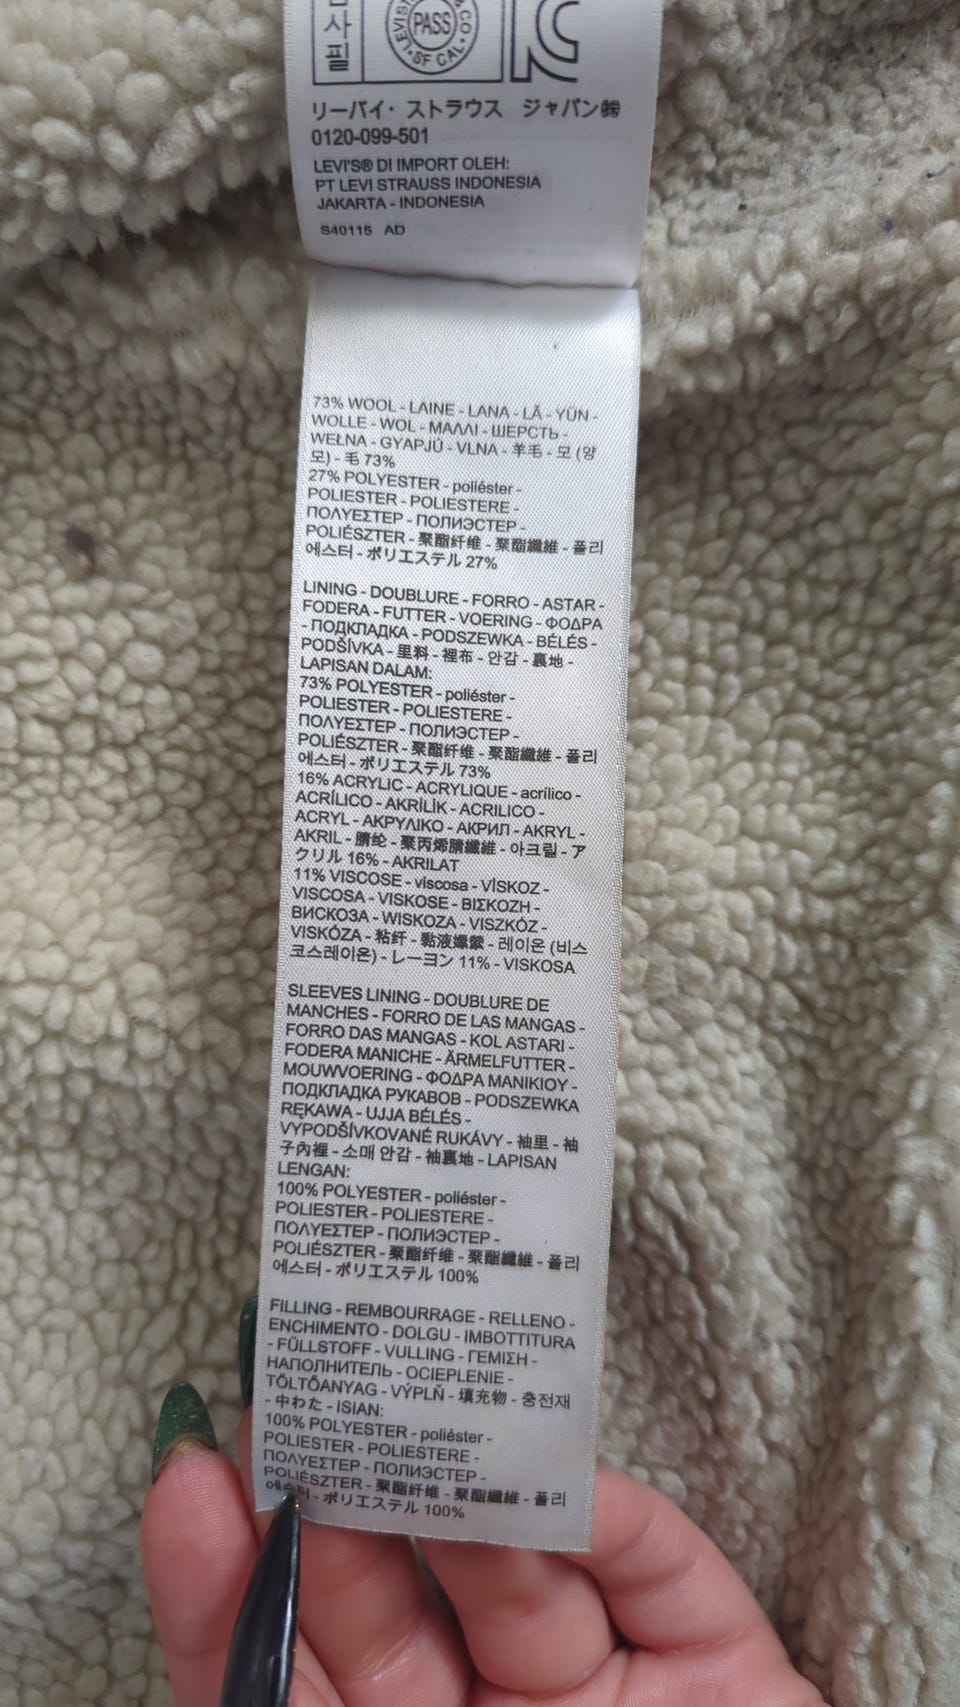 사
필
LEVIS
PASS
& CO
SF CAL
リーバイ・ストラウス ジャパン㈱
0120-099-501
LEVI'S® DI IMPORT OLEH:
PT LEVI STRAUSS INDONESIA
JAKARTA - INDONESIA
S40115 AD
73% WOOL - LAINE - LANA - LÃ - YÜN -
WOLLE - WOL - ΜΑΛΛΙ - ШЕРСТЬ -
WEŁNA - GYAPJÚ - VLNA - 羊毛 - 모 (양
모) - 毛 73%
27% POLYESTER - poliéster -
POLIESTER - POLIESTERE -
ΠΟΛΥΕΣΤΕΡ - ПОЛИЭСТЕР -
POLIÉSZTER - 聚酯纤维 - 聚酯纖維 - 폴리
에스터 - ポリエステル 27%
LINING - DOUBLURE - FORRO - ASTAR -
FODERA - FUTTER - VOERING - ΦΟΔΡΑ
- ПОДКЛАДКА - PODSZEWKA - BÉLÉS -
PODŠÍVKA - 里料 - 裡布 - 안감 - 裏地 -
LAPISAN DALAM:
73% POLYESTER - poliéster -
POLIESTER - POLIESTERE -
ΠΟΛΥΕΣΤΕΡ - ПОЛИЭСТЕР -
POLIÉSZTER - 聚酯纤维 - 聚酯纖維 - 폴리
에스터 - ポリエステル 73%
16% ACRYLIC - ACRYLIQUE - acrílico -
ACRÍLICO - AKRİLİK - ACRILICO -
ACRYL - ΑΚΡΥΛΙΚΟ - АКРИЛ - AKRYL -
AKRIL - 腈纶 - 聚丙烯腈纖維 - 아크릴 - ア
クリル 16% - AKRILAT
11% VISCOSE - viscosa - VİSKOZ -
VISCOSA - VISKOSE - ΒΙΣΚΟΖΗ -
ВИСКОЗА - WISKOZA - VISZKÓZ -
VISKÓZA - 粘纤 - 黏液嫘縈 - 레이온 (비스
코스레이온) - レーヨン 11% - VISKOSA
SLEEVES LINING - DOUBLURE DE
MANCHES - FORRO DE LAS MANGAS -
FORRO DAS MANGAS - KOL ASTARI -
FODERA MANICHE - ÄRMELFUTTER -
MOUWVOERING - ΦΟΔΡΑ ΜΑΝΙΚΙΟΥ -
ПОДКЛАДКА РУКАВОВ - PODSZEWKA
RĘKAWA - UJJA BÉLÉS -
VYPODŠÍVKOVANÉ RUKÁVY - 袖里 - 袖
子內裡 - 소매 안감 - 袖裏地 - LAPISAN
LENGAN:
100% POLYESTER - poliéster -
POLIESTER - POLIESTERE -
ΠΟΛΥΕΣΤΕΡ - ПОЛИЭСТЕР -
POLIÉSZTER - 聚酯纤维 - 聚酯纖維 - 폴리
에스터 - ポリエステル 100%
FILLING - REMBOURRAGE - RELLENO -
ENCHIMENTO - DOLGU - IMBOTTITURA
- FÜLLSTOFF - VULLING - ΓΕΜΙΣΗ -
НАПОЛНИТЕЛЬ - OCIEPLENIE -
TÖLTŐANYAG - VÝPLŇ - 填充物 - 충전재
- 中わた - ISIAN:
100% POLYESTER - poliéster -
POLIESTER - POLIESTERE -
ΠΟΛΥΕΣΤΕΡ - ПОЛИЭСТЕР -
POLIÉSZTER - 聚酯纤维 - 聚酯纖維 - 폴리
에스터 - ポリエステル 100%